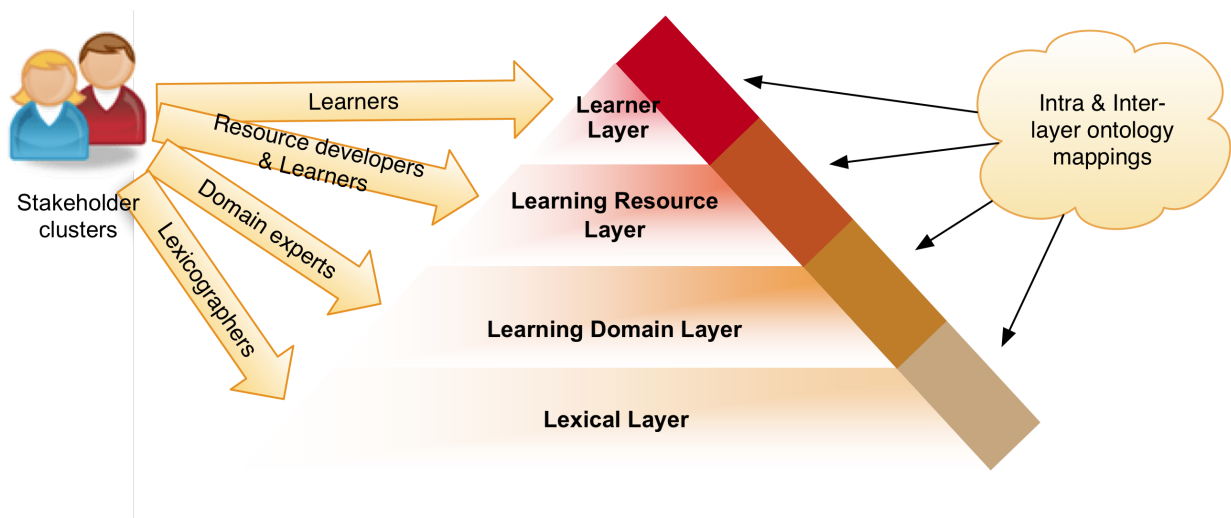 Stakeholder
clusters
Learners
Resource developers
& Learners
Domain experts
Lexicographers
Learner
Layer
Learning Resource
Layer
Learning Domain Layer
Lexical Layer
Intra & Inter-
layer ontology
mappings